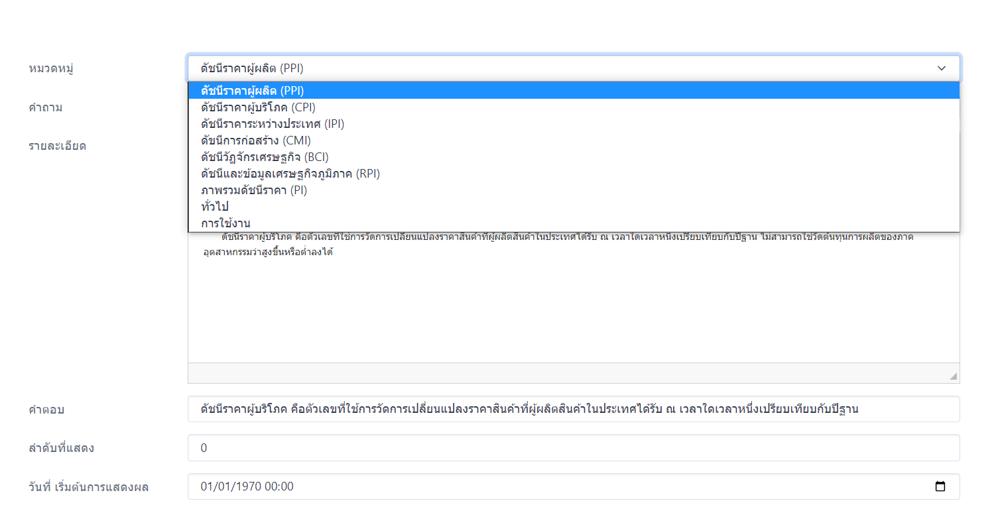 หมวดหมู่
ดัชนีราคาผู้ผลิต (PPI)
ดัชนีราคาผู้ผลิต (PPI)
ดัชนีราคาผู้บริโภค (CPI)
ดัชนีราคาระหว่างประเทศ (IPI)
ดัขนีการก่อสร้าง (CMI)
ดัชนีวัฏจักรเศรษฐกิจ (BCI)
ดัชนีและข้อมูลเศรษฐกิจภูมิภาค (RPI)
ภาพรวมดัชนีราคา (PI)
ทั่วไป
การใช้งาน
คำถาม
รายละเอียด
ดัชนีราคาผู้บริโภค คือตัวเลขที่ใช้การวัดการเปลี่ยนแปลงราคาสินค้าที่ผู้ผลิตสินค้าในประเทศได้รับ ณ เวลาใดเวลาหนึ่งเปรียบเทียบกับปีฐาน ไม่สามารถใช้วัดต้นทุนการผลิตของภาค
อุตสาหกรรมว่าสูงขึ้นหรือต่ำลงได้
คำตอบ
ดัชนีราคาผู้บริโภค คือตัวเลขที่ใช้การวัดการเปลี่ยนแปลงราคาสินค้าที่ผู้ผลิตสินค้าในประเทศได้รับ ณ เวลาใดเวลาหนึ่งเปรียบเทียบกับปีฐาน
ลำดับที่แสดง
0
วันที่ เริ่มต้นการแสดงผล
01/01/1970 00:00